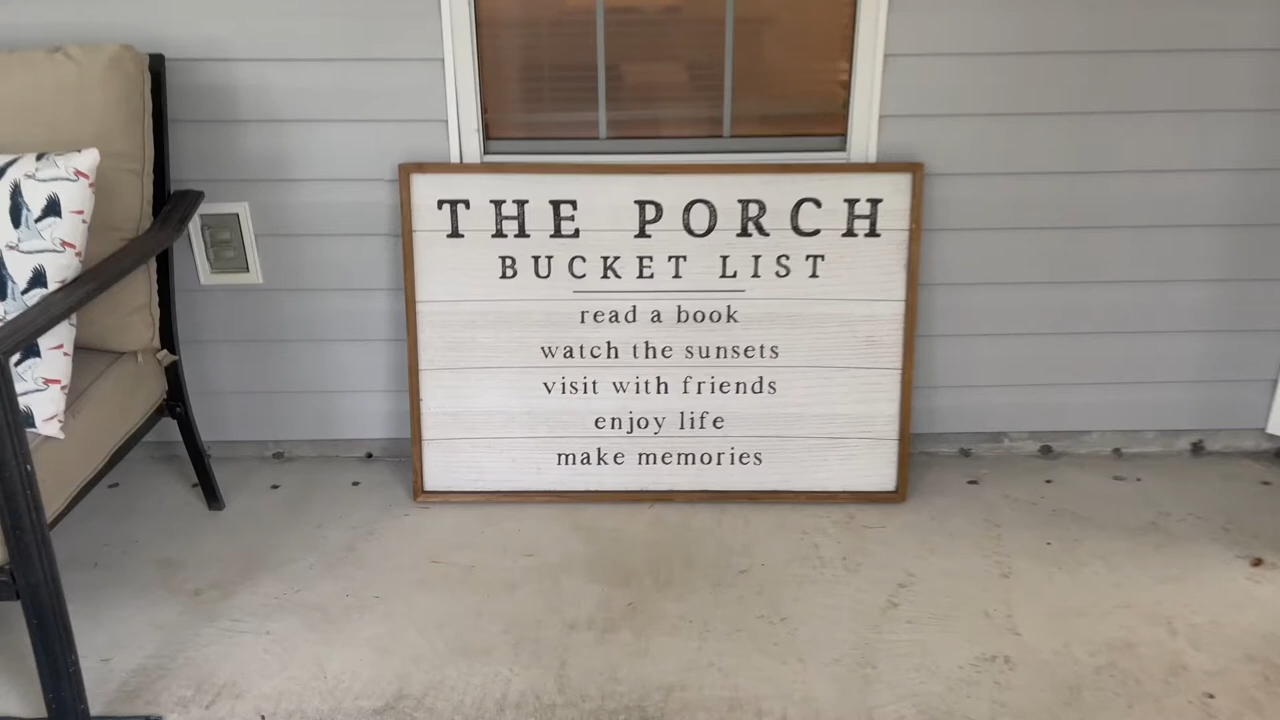 THE PORCH
BUCKET LIST
read a book
watch the sunsets
visit with friends
enjoy life
make memories